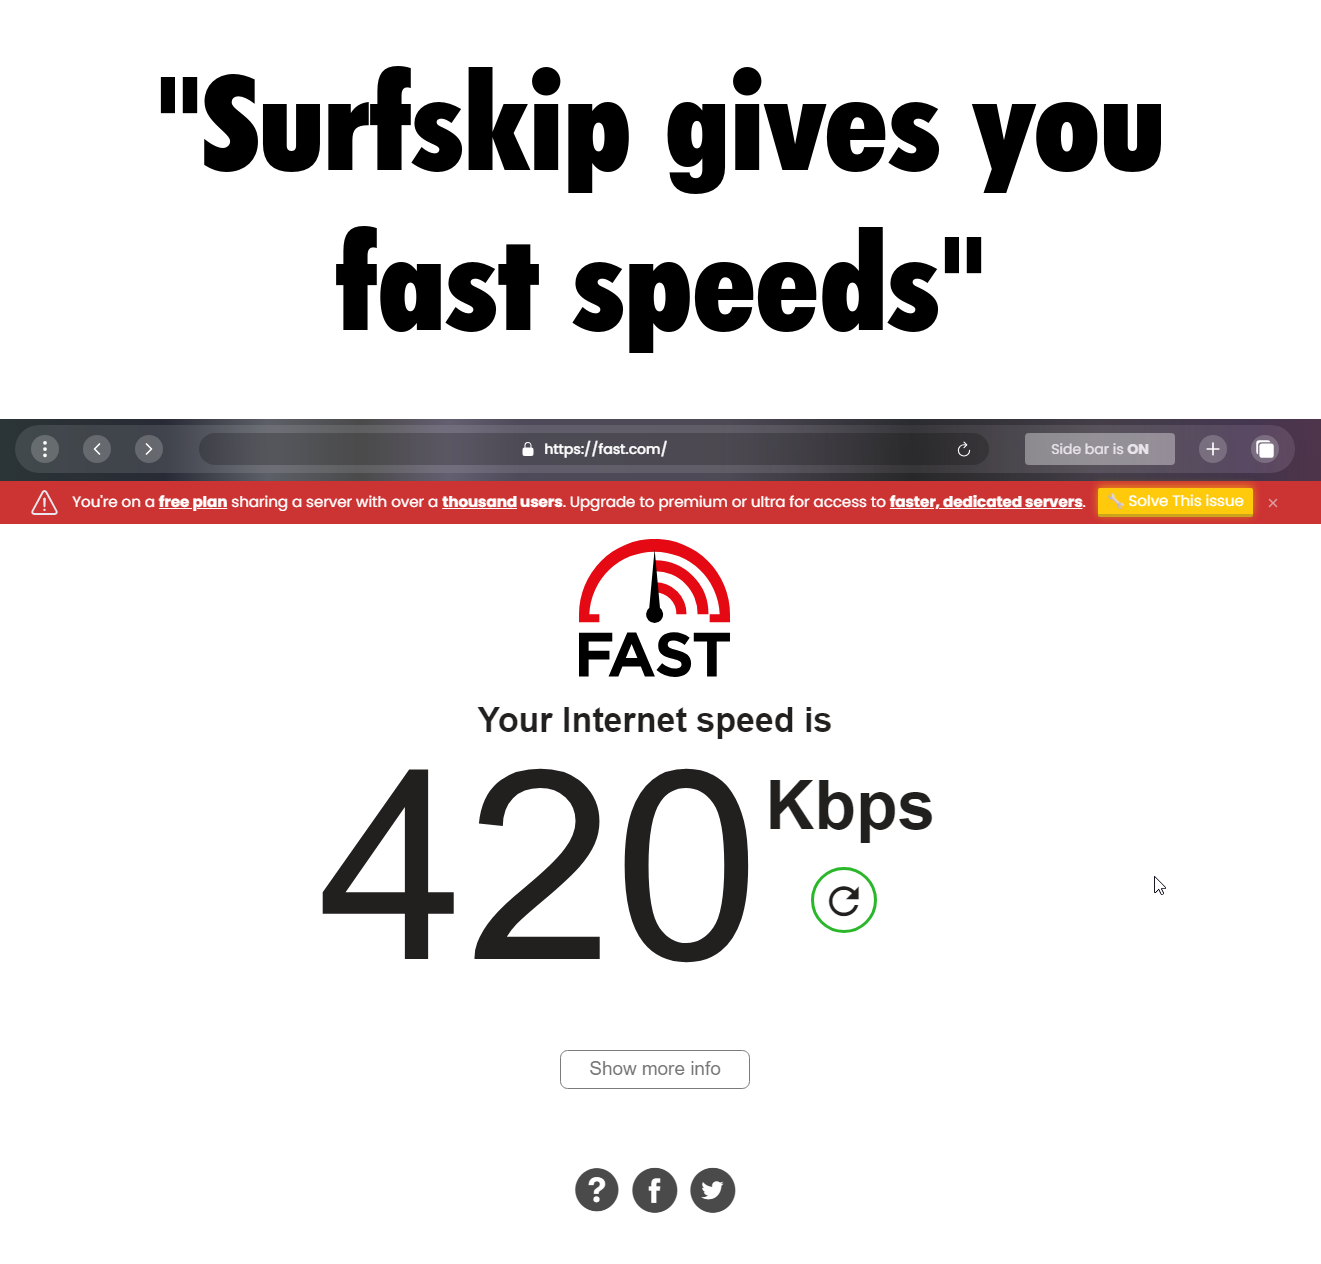 "Surfskip gives you
fast speeds"
https://fast.com/
Side bar is ON
You're on a free plan sharing a server with over a thousand users. Upgrade to premium or ultra for access to faster, dedicated servers.
Solve This issue
FAST
Your Internet speed is
420 Kbps
Show more info